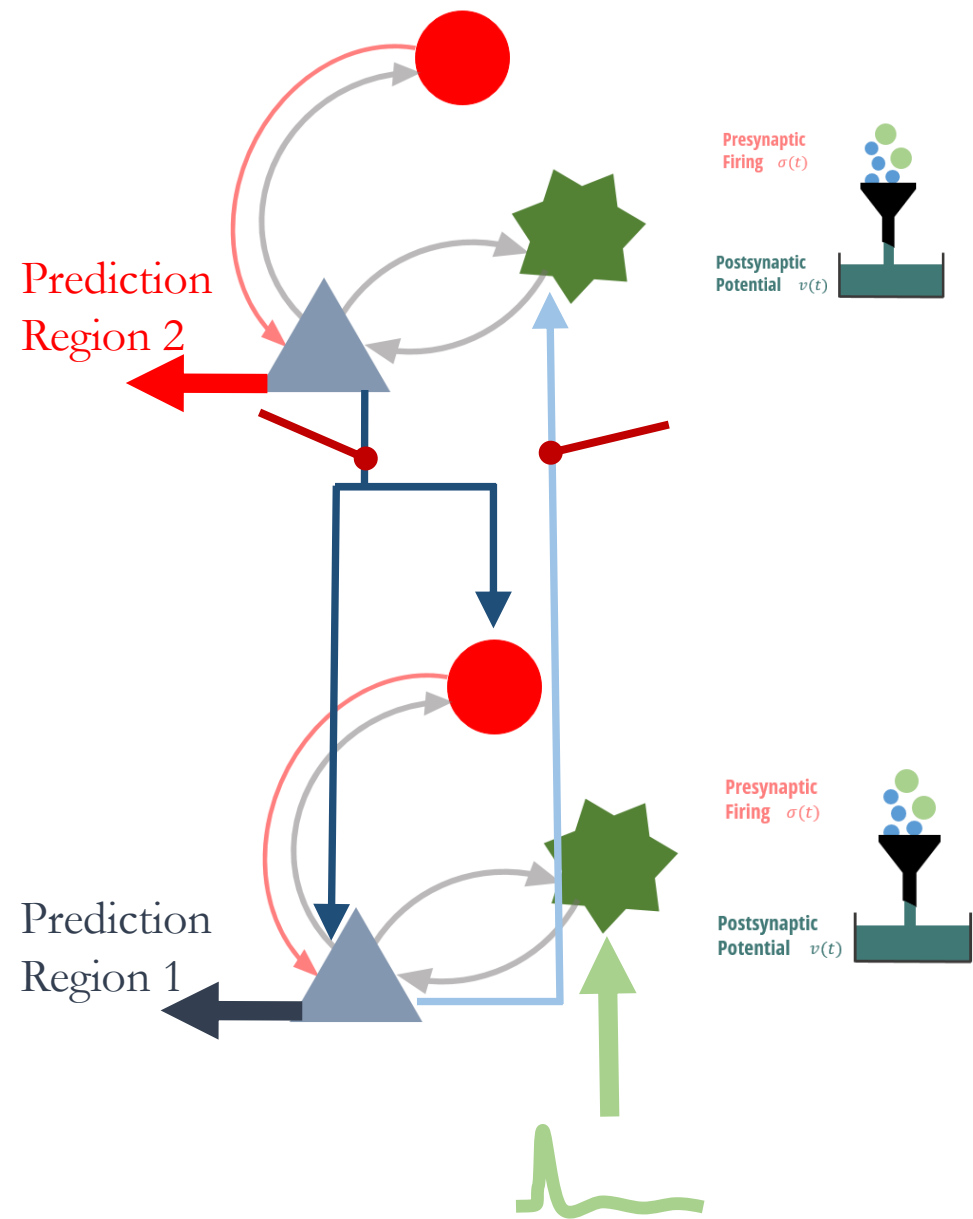 Presynaptic
Firing σ(t)
Postsynaptic
Potential v(t)
Prediction
Region 2
Presynaptic
Firing σ(t)
Postsynaptic
Potential v(t)
Prediction
Region 1